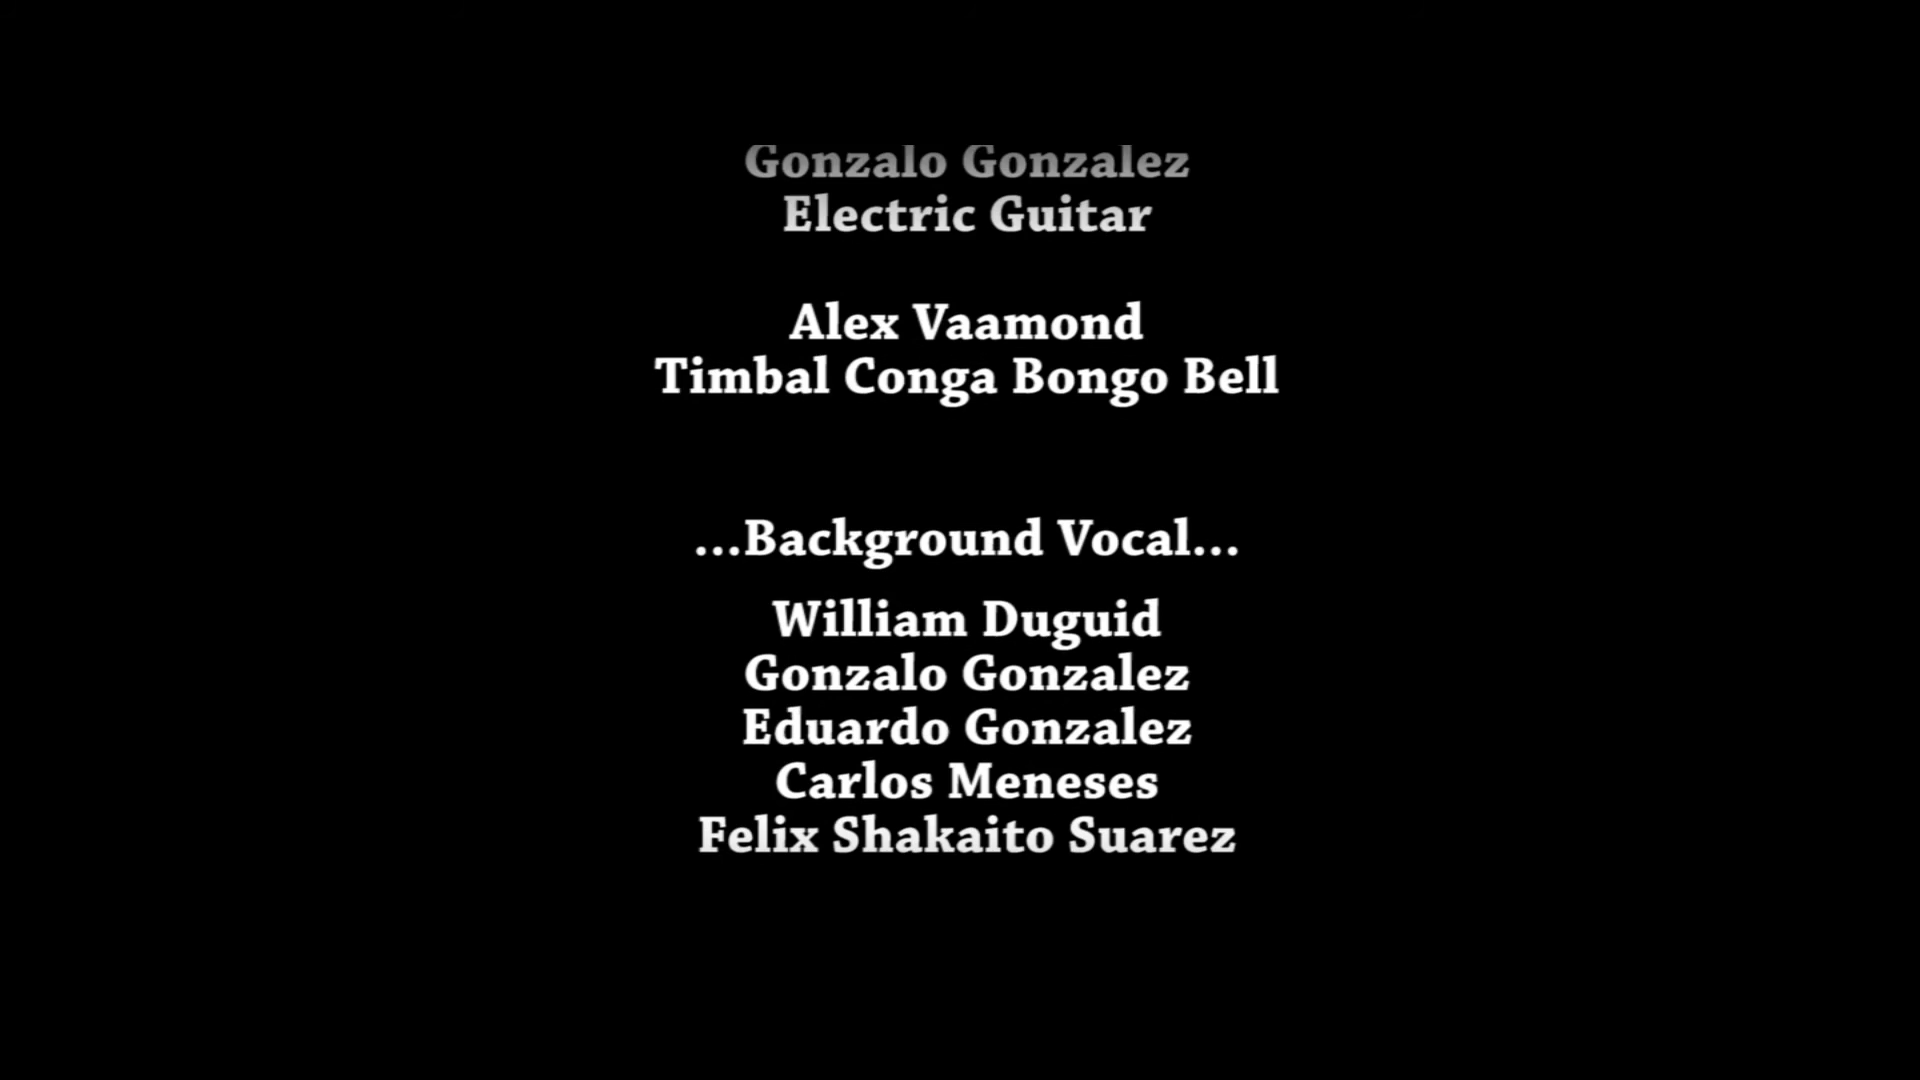 Gonzalo Gonzalez
Electric Guitar
Alex Vaamond
Timbal Conga Bongo Bell
...Background Vocal...
William Duguid
Gonzalo Gonzalez
Eduardo Gonzalez
Carlos Meneses
Felix Shakaito Suarez